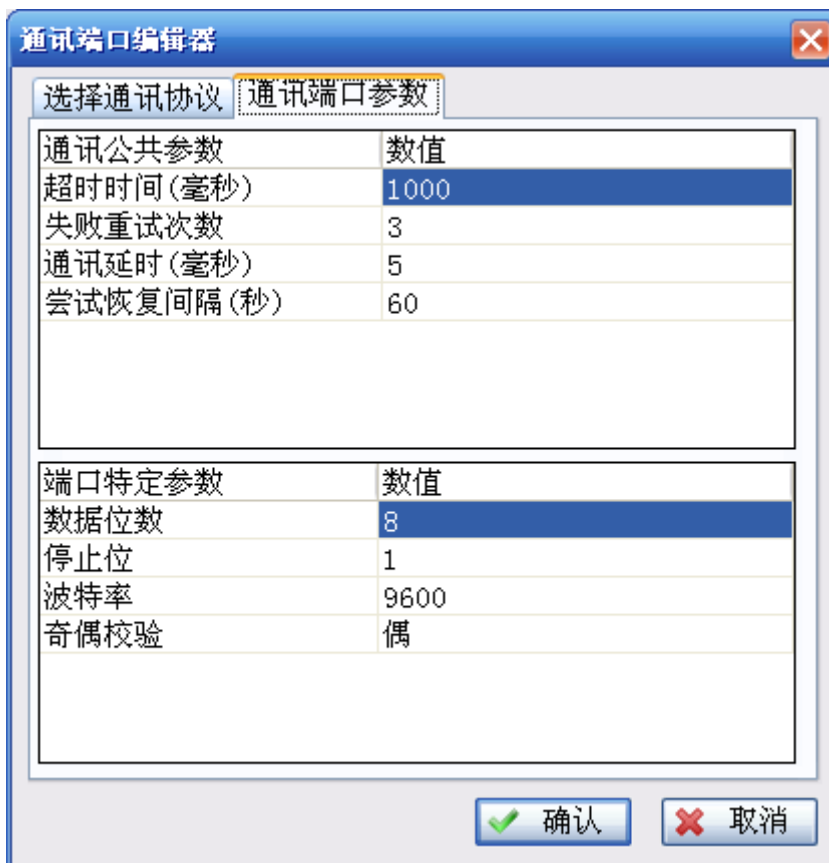 通讯端口编辑器
选择通讯协议 通讯端口参数
通讯公共参数 数值
超时时间(毫秒) 1000
失败重试次数 3
通讯延时(毫秒) 5
尝试恢复间隔(秒) 60
端口特定参数 数值
数据位数 8
停止位 1
波特率 9600
奇偶校验 偶
确认 取消